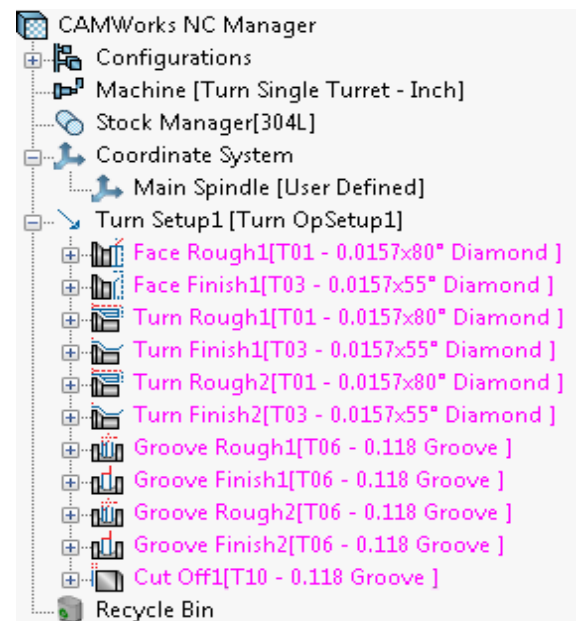 CAMWorks NC Manager
Configurations
Machine [Turn Single Turret - Inch]
Stock Manager[304L]
Coordinate System
Main Spindle [User Defined]
Turn Setup1 [Turn OpSetup1]
Face Rough1[T01 - 0.0157x80° Diamond ]
Face Finish1[T03 - 0.0157x55° Diamond ]
Turn Rough1[T01 - 0.0157x80° Diamond ]
Turn Finish1[T03 - 0.0157x55° Diamond ]
Turn Rough2[T01 - 0.0157x80° Diamond ]
Turn Finish2[T03 - 0.0157x55° Diamond ]
Groove Rough1[T06 - 0.118 Groove ]
Groove Finish1[T06 - 0.118 Groove ]
Groove Rough2[T06 - 0.118 Groove ]
Groove Finish2[T06 - 0.118 Groove ]
Cut Off1[T10 - 0.118 Groove ]
Recycle Bin